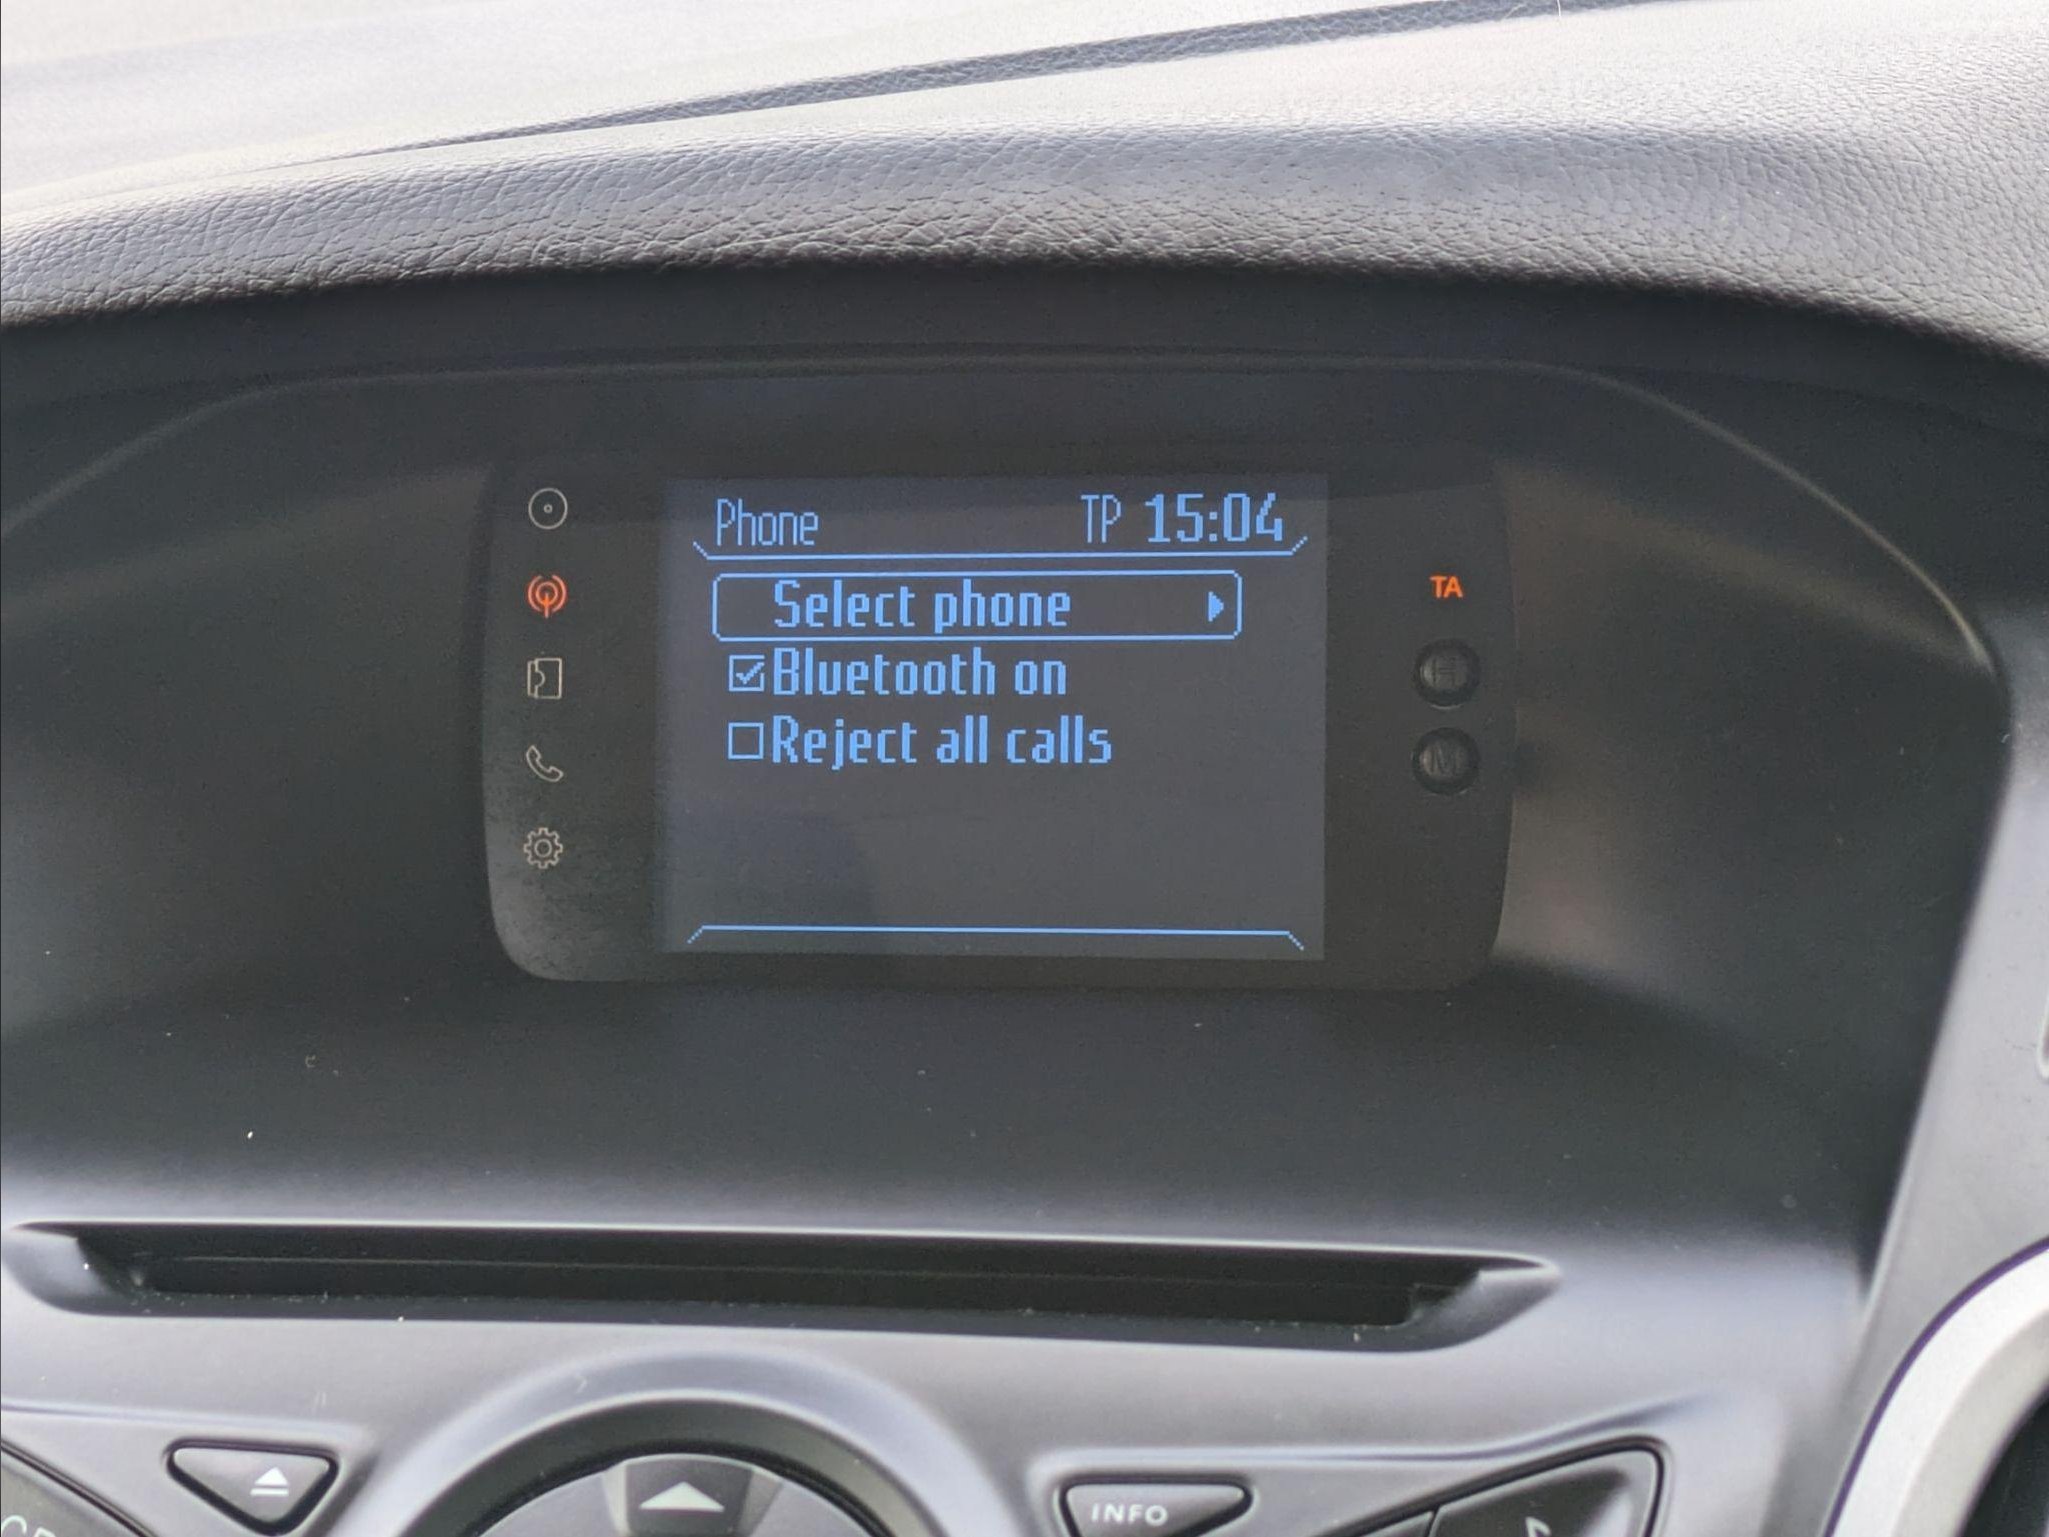 Phone TP 15:04
Select phone
Bluetooth on
Reject all calls
TA
H
M
INFO